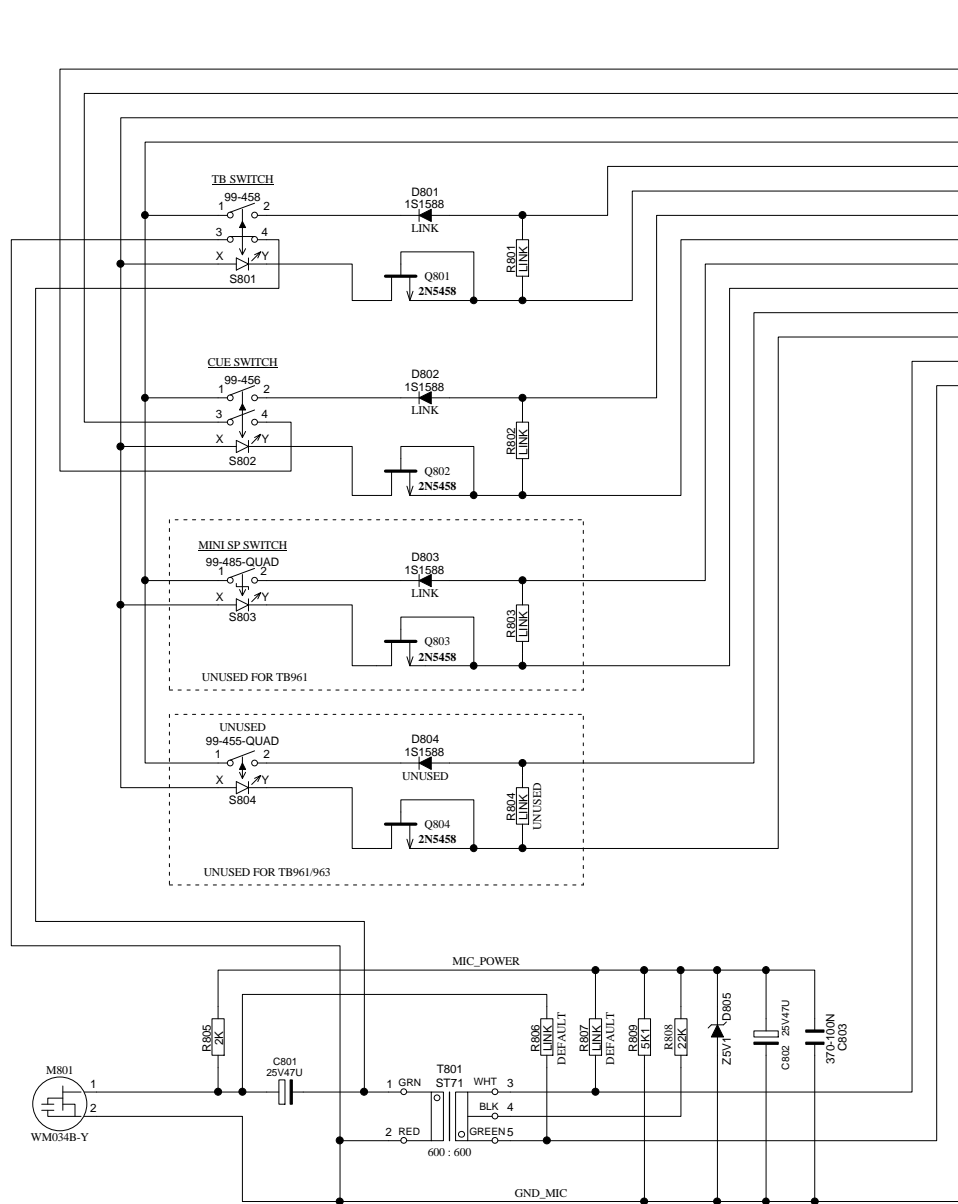 TB SWITCH
99-458
1 2
3 4
X Y
S801
D801
1S1588
LINK
Q801
2N5458
R801
LINK
CUE SWITCH
99-456
1 2
3 4
X Y
S802
D802
1S1588
LINK
Q802
2N5458
R802
LINK
MINI SP SWITCH
99-485-QUAD
1 2
X Y
S803
D803
1S1588
LINK
Q803
2N5458
R803
LINK
UNUSED FOR TB961
UNUSED
99-455-QUAD
1 2
X Y
S804
D804
1S1588
UNUSED
Q804
2N5458
R804
LINK
UNUSED
UNUSED FOR TB961/963
MIC_POWER
R805
2K
R806
LINK
DEFAULT
R807
LINK
DEFAULT
R809
5K1
R808
22K
D805
Z5V1
C802 25V47U
370-100N
C803
M801
1
2
WM034B-Y
C801
25V47U
T801
ST71
1 GRN
2 RED
WHT 3
BLK 4
GREEN 5
600 : 600
GND_MIC